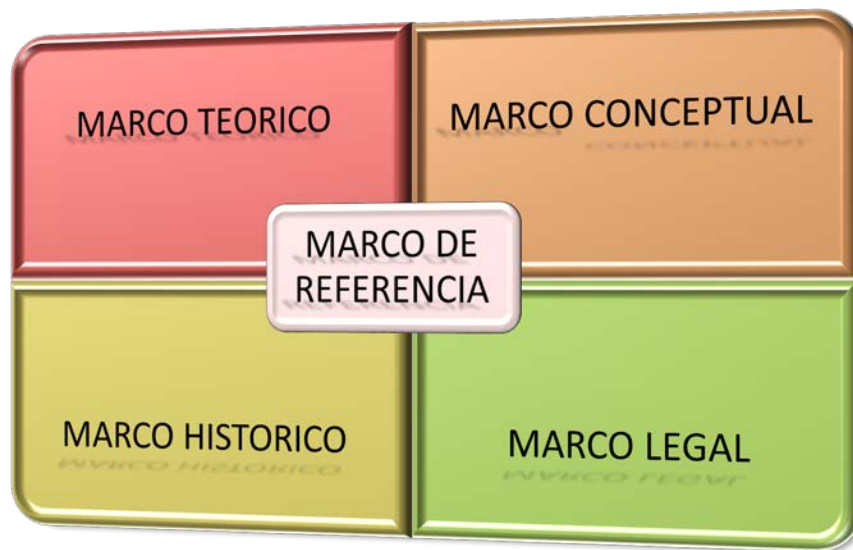 MARCO TEORICO
MARCO CONCEPTUAL
MARCO DE
REFERENCIA
MARCO HISTORICO
MARCO LEGAL